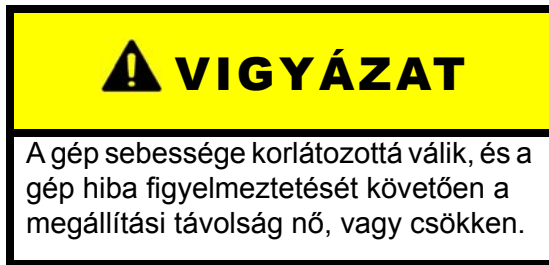 VIGYÁZAT
A gép sebessége korlátozottá válik, és a
gép hiba figyelmeztetését követően a
megállítási távolság nő, vagy csökken.